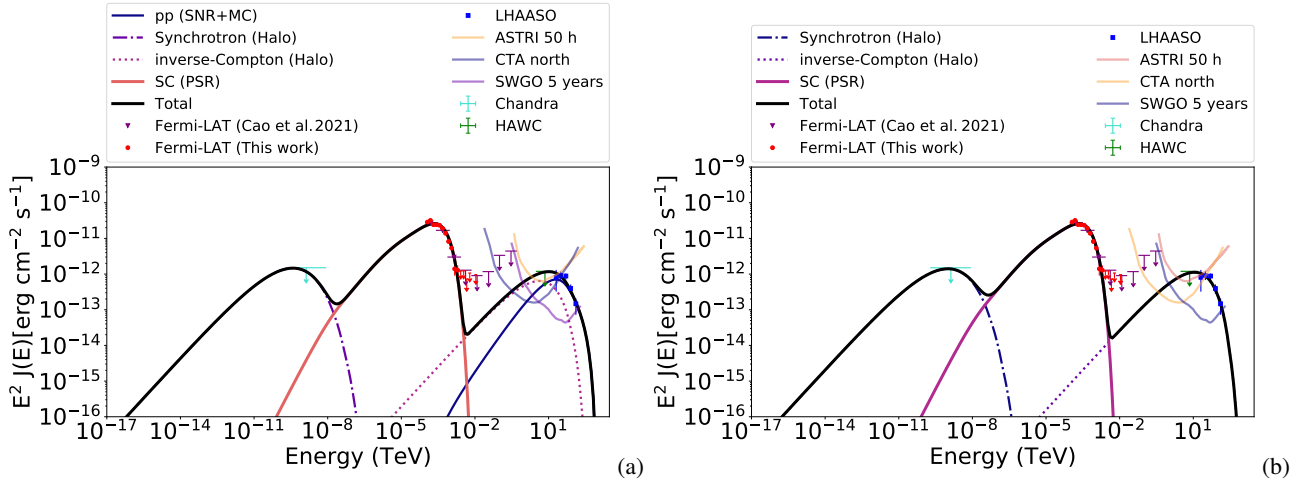 pp (SNR+MC)
Synchrotron (Halo)
inverse-Compton (Halo)
SC (PSR)
Total
Fermi-LAT (Cao et al. 2021)
Fermi-LAT (This work)
LHAASO
ASTRI 50 h
CTA north
SWGO 5 years
Chandra
HAWC
E² J(E)[erg cm⁻² s⁻¹]
10⁻⁹
10⁻¹⁰
10⁻¹¹
10⁻¹²
10⁻¹³
10⁻¹⁴
10⁻¹⁵
10⁻¹⁶
10⁻¹⁷ 10⁻¹⁴ 10⁻¹¹ 10⁻⁸ 10⁻⁵ 10⁻² 10¹
Energy (TeV)
(a)
Synchrotron (Halo)
inverse-Compton (Halo)
SC (PSR)
Total
Fermi-LAT (Cao et al. 2021)
Fermi-LAT (This work)
LHAASO
ASTRI 50 h
CTA north
SWGO 5 years
Chandra
HAWC
E² J(E)[erg cm⁻² s⁻¹]
10⁻⁹
10⁻¹⁰
10⁻¹¹
10⁻¹²
10⁻¹³
10⁻¹⁴
10⁻¹⁵
10⁻¹⁶
10⁻¹⁷ 10⁻¹⁴ 10⁻¹¹ 10⁻⁸ 10⁻⁵ 10⁻² 10¹
Energy (TeV)
(b)